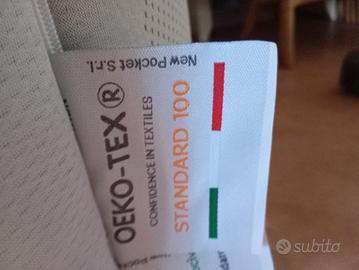 New Pocket S.r.l.
OEKO-TEX®
CONFIDENCE IN TEXTILES
STANDARD 100
subito